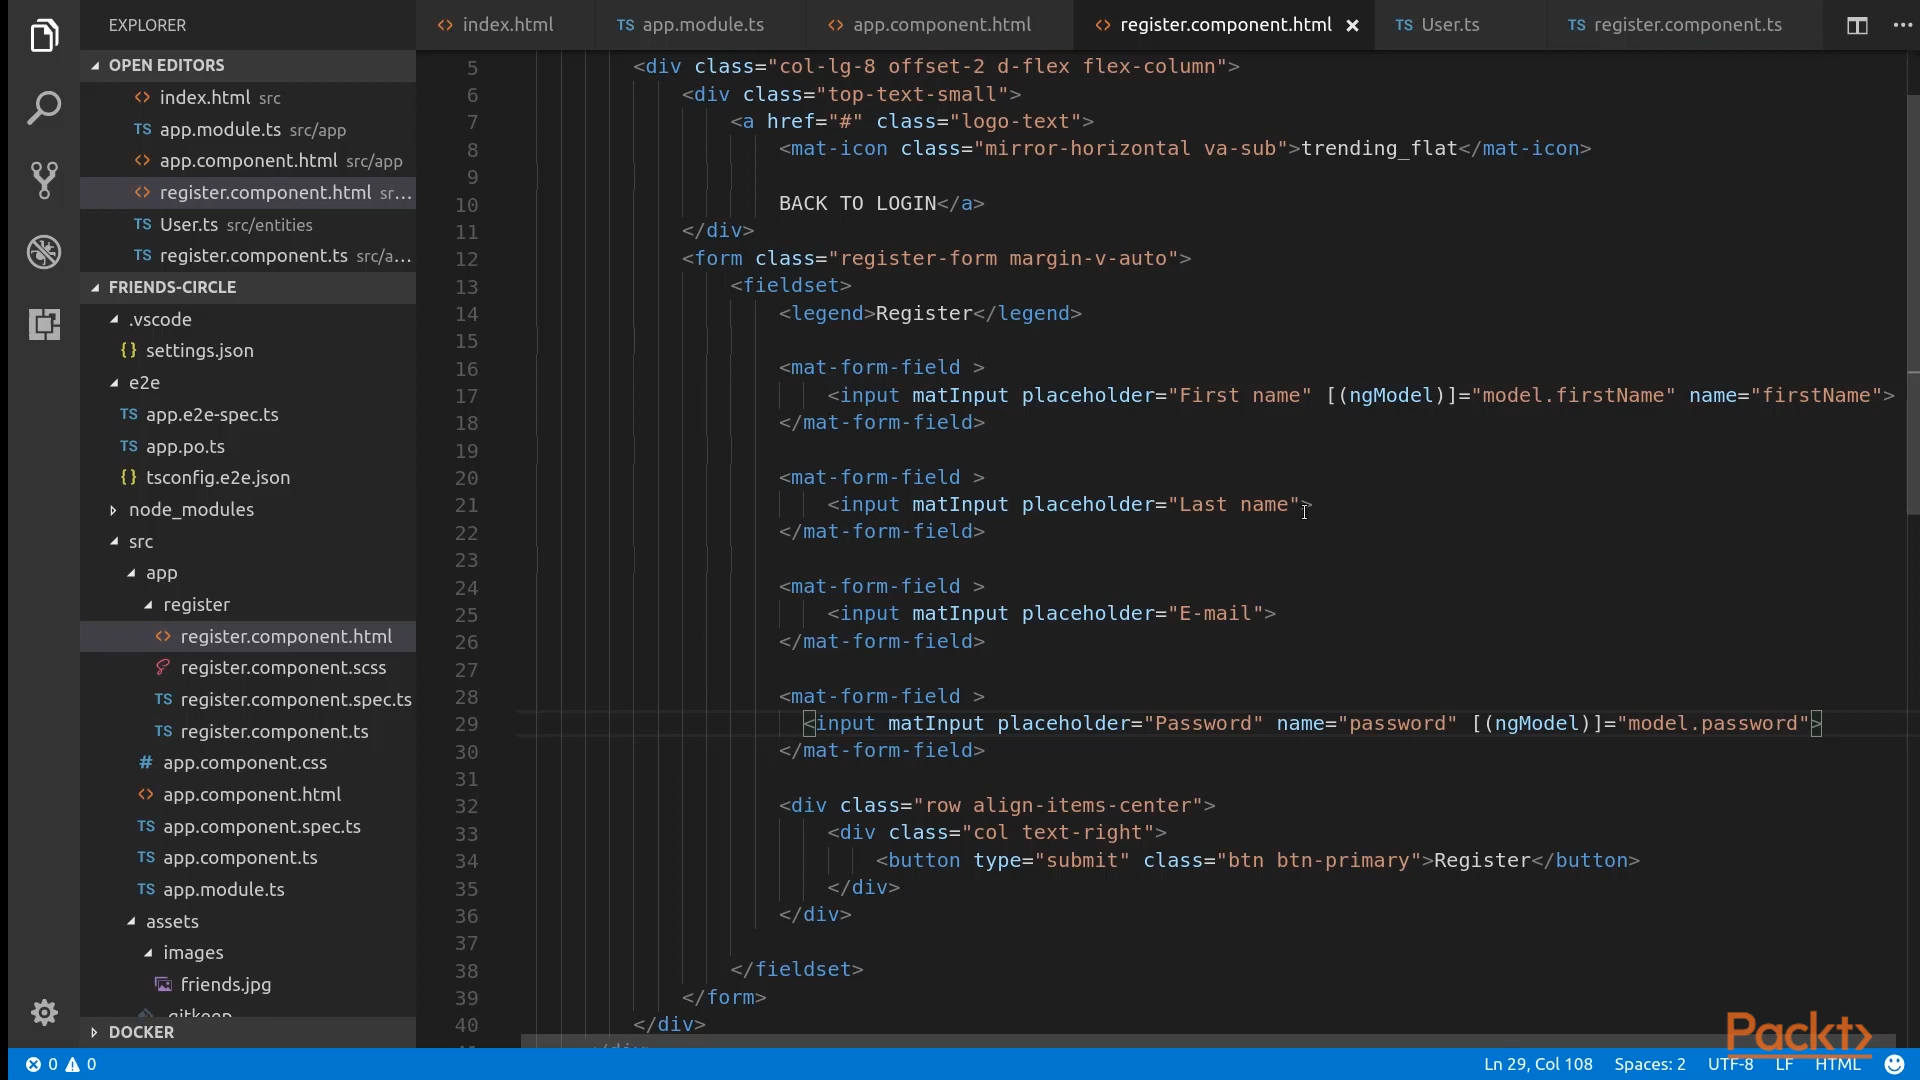 EXPLORER
OPEN EDITORS
<> index.html src
TS app.module.ts src/app
<> app.component.html src/app
<> register.component.html sr...
TS User.ts src/entities
TS register.component.ts src/a...
FRIENDS-CIRCLE
.vscode
{} settings.json
e2e
TS app.e2e-spec.ts
TS app.po.ts
{} tsconfig.e2e.json
node_modules
src
app
register
<> register.component.html
register.component.scss
TS register.component.spec.ts
TS register.component.ts
# app.component.css
<> app.component.html
TS app.component.spec.ts
TS app.component.ts
TS app.module.ts
assets
images
friends.jpg
.gitkeep
DOCKER
<> index.html
TS app.module.ts
<> app.component.html
<> register.component.html ×
TS User.ts
TS register.component.ts
5 <div class="col-lg-8 offset-2 d-flex flex-column">
6 <div class="top-text-small">
7 <a href="#" class="logo-text">
8 <mat-icon class="mirror-horizontal va-sub">trending_flat</mat-icon>
9
10 BACK TO LOGIN</a>
11 </div>
12 <form class="register-form margin-v-auto">
13 <fieldset>
14 <legend>Register</legend>
15
16 <mat-form-field >
17 <input matInput placeholder="First name" [(ngModel)]="model.firstName" name="firstName">
18 </mat-form-field>
19
20 <mat-form-field >
21 <input matInput placeholder="Last name">
22 </mat-form-field>
23
24 <mat-form-field >
25 <input matInput placeholder="E-mail">
26 </mat-form-field>
27
28 <mat-form-field >
29 <input matInput placeholder="Password" name="password" [(ngModel)]="model.password">
30 </mat-form-field>
31
32 <div class="row align-items-center">
33 <div class="col text-right">
34 <button type="submit" class="btn btn-primary">Register</button>
35 </div>
36 </div>
37
38 </fieldset>
39 </form>
40 </div>
Packt>
0 0
Ln 29, Col 108 Spaces: 2 UTF-8 LF HTML